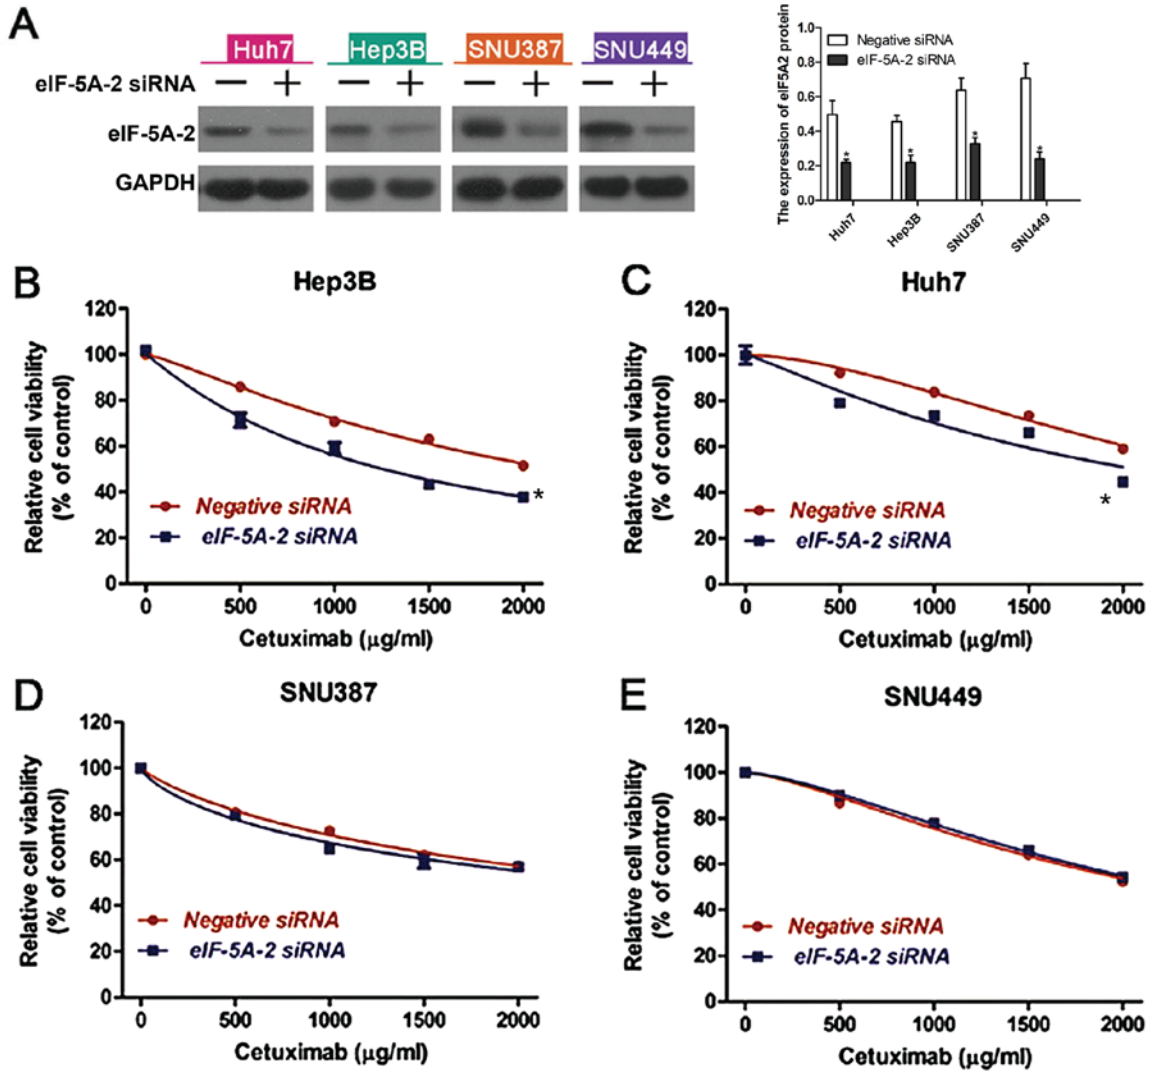 A
Huh7 Hep3B SNU387 SNU449
eIF-5A-2 siRNA − + − + − + − +
eIF-5A-2
GAPDH
The expression of eIF5A2 protein
1.0
0.8
0.6
0.4
0.2
0.0
Negative siRNA
eIF-5A-2 siRNA
* * * *
Huh7 Hep3B SNU387 SNU449
B
Hep3B
Relative cell viability
(% of control)
120
100
80
60
40
20
0
*
Negative siRNA
eIF-5A-2 siRNA
0 500 1000 1500 2000
Cetuximab (μg/ml)
C
Huh7
Relative cell viability
(% of control)
120
100
80
60
40
20
0
*
Negative siRNA
eIF-5A-2 siRNA
0 500 1000 1500 2000
Cetuximab (μg/ml)
D
SNU387
Relative cell viability
(% of control)
120
100
80
60
40
20
0
Negative siRNA
eIF-5A-2 siRNA
0 500 1000 1500 2000
Cetuximab (μg/ml)
E
SNU449
Relative cell viability
(% of control)
120
100
80
60
40
20
0
Negative siRNA
eIF-5A-2 siRNA
0 500 1000 1500 2000
Cetuximab (μg/ml)